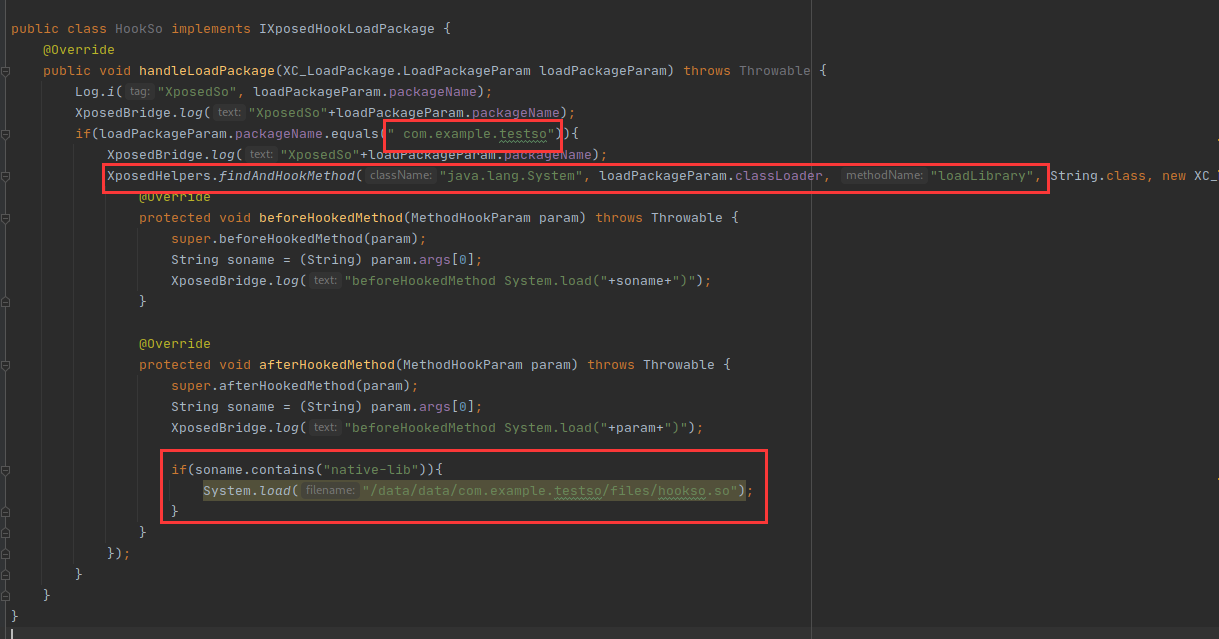 public class HookSo implements IXposedHookLoadPackage {
@Override
public void handleLoadPackage(XC_LoadPackage.LoadPackageParam loadPackageParam) throws Throwable {
Log.i( tag: "XposedSo", loadPackageParam.packageName);
XposedBridge.log( text: "XposedSo"+loadPackageParam.packageName);
if(loadPackageParam.packageName.equals(" com.example.testso")){
XposedBridge.log( text: "XposedSo"+loadPackageParam.packageName);
XposedHelpers.findAndHookMethod( className: "java.lang.System", loadPackageParam.classLoader, methodName: "loadLibrary", String.class, new XC_
@Override
protected void beforeHookedMethod(MethodHookParam param) throws Throwable {
super.beforeHookedMethod(param);
String soname = (String) param.args[0];
XposedBridge.log( text: "beforeHookedMethod System.load("+soname+")");
}
@Override
protected void afterHookedMethod(MethodHookParam param) throws Throwable {
super.afterHookedMethod(param);
String soname = (String) param.args[0];
XposedBridge.log( text: "beforeHookedMethod System.load("+param+")");
if(soname.contains("native-lib")){
System.load( filename: "/data/data/com.example.testso/files/hookso.so");
}
}
});
}
}
}